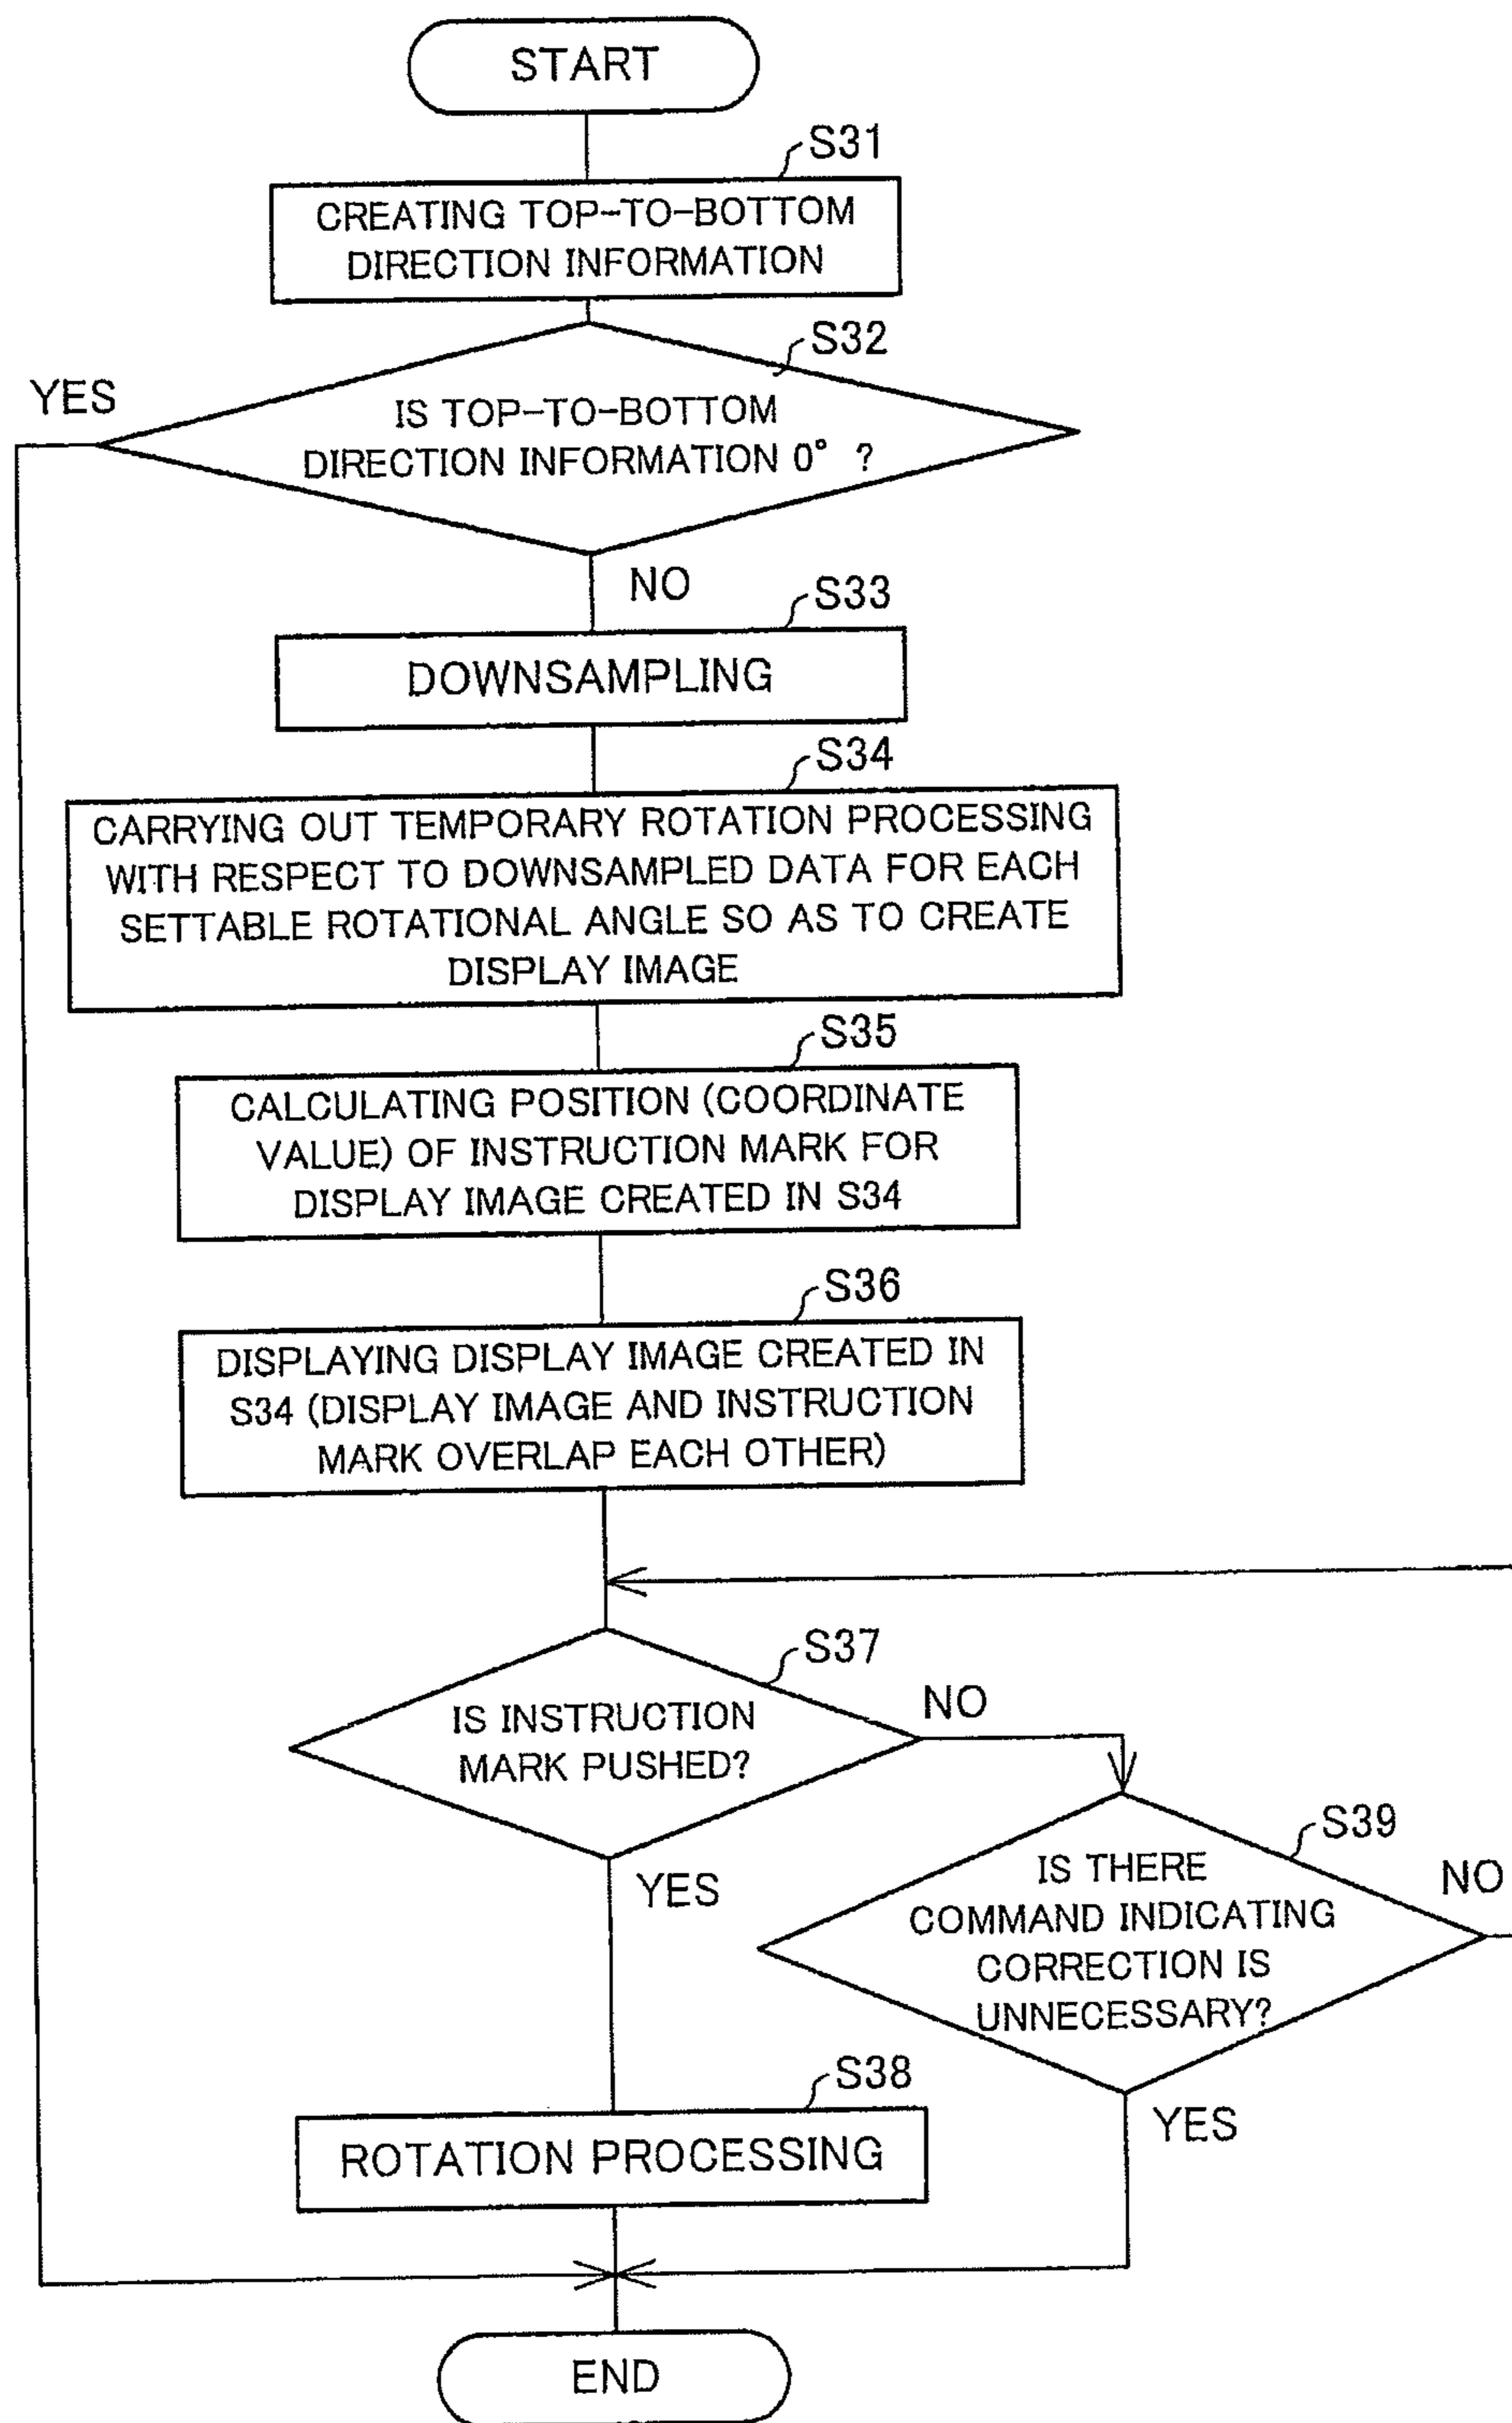 START
S31
CREATING TOP-TO-BOTTOM
DIRECTION INFORMATION
S32
YES
IS TOP-TO-BOTTOM
DIRECTION INFORMATION 0° ?
NO
S33
DOWNSAMPLING
S34
CARRYING OUT TEMPORARY ROTATION PROCESSING
WITH RESPECT TO DOWNSAMPLED DATA FOR EACH
SETTABLE ROTATIONAL ANGLE SO AS TO CREATE
DISPLAY IMAGE
S35
CALCULATING POSITION (COORDINATE
VALUE) OF INSTRUCTION MARK FOR
DISPLAY IMAGE CREATED IN S34
S36
DISPLAYING DISPLAY IMAGE CREATED IN
S34 (DISPLAY IMAGE AND INSTRUCTION
MARK OVERLAP EACH OTHER)
S37
IS INSTRUCTION
MARK PUSHED?
NO
YES
S39
IS THERE
COMMAND INDICATING
CORRECTION IS
UNNECESSARY?
NO
YES
S38
ROTATION PROCESSING
END